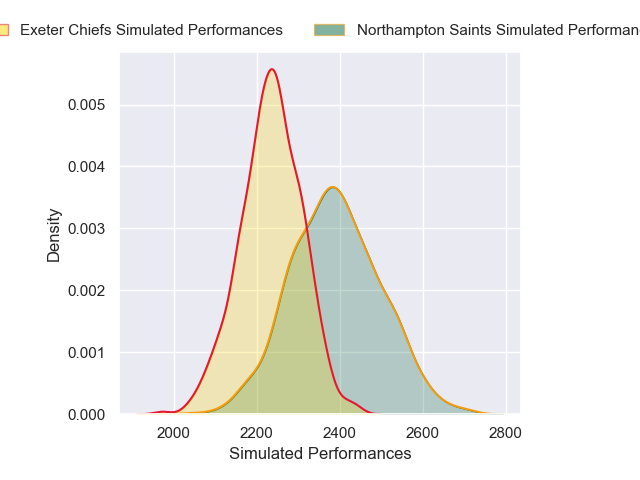 Exeter Chiefs Simulated Performances
Northampton Saints Simulated
0.005
0.004
0.003
0.002
0.001
0.000
Density
2000 2200 2400 2600 2800
Simulated Performances